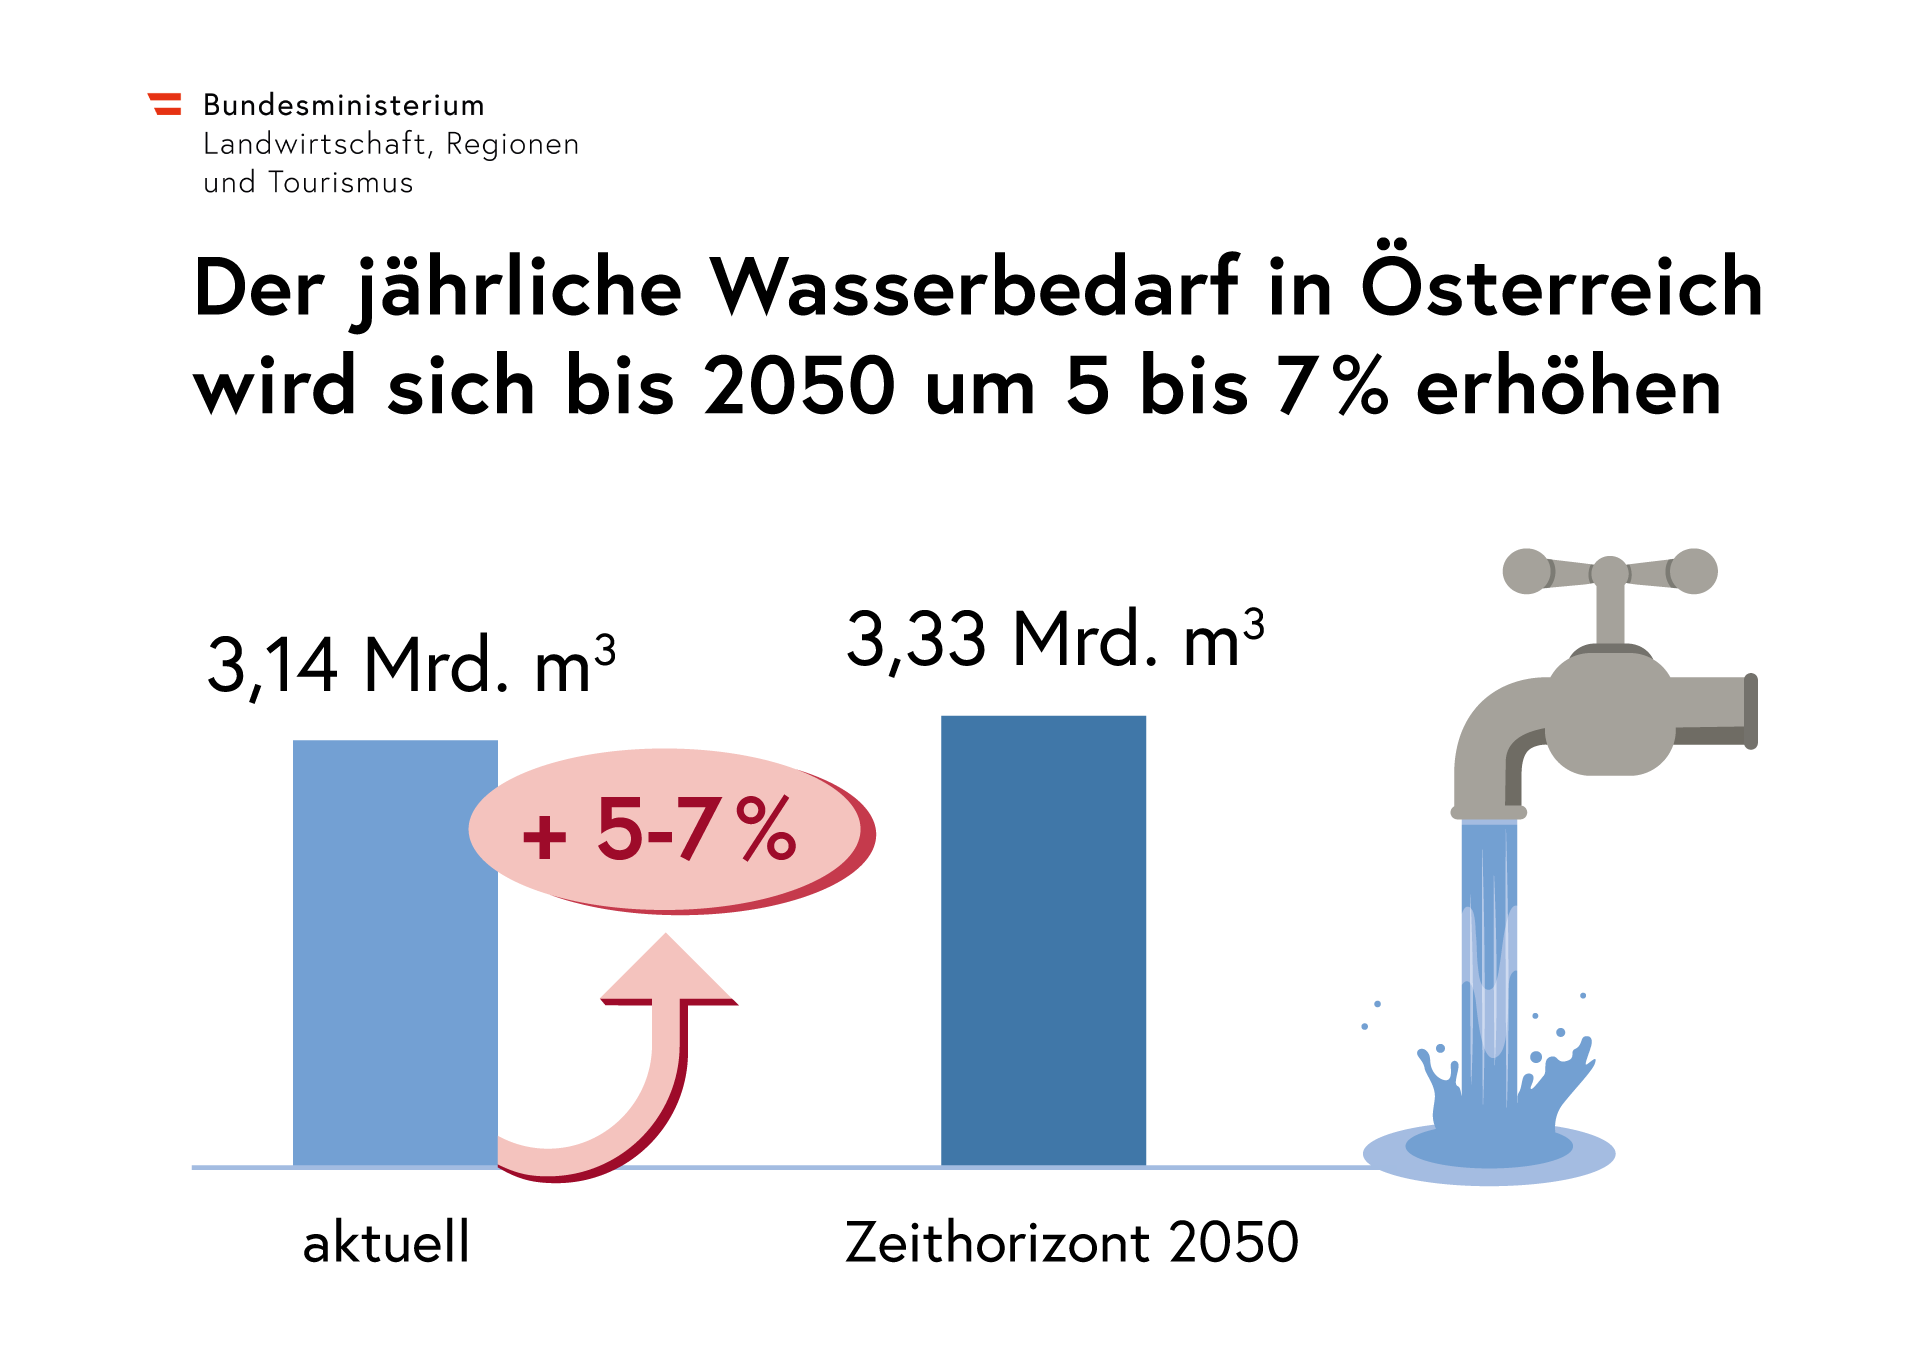 Bundesministerium
Landwirtschaft, Regionen
und Tourismus
Der jährliche Wasserbedarf in Österreich
wird sich bis 2050 um 5 bis 7 % erhöhen
3,14 Mrd. m³
3,33 Mrd. m³
+ 5-7 %
aktuell
Zeithorizont 2050